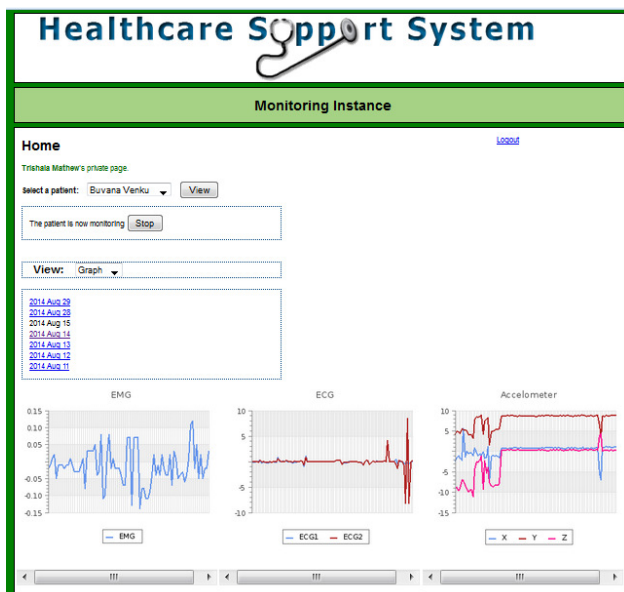 Healthcare Support System
Monitoring Instance
Home
Logout
Trishala Mathew's private page.
Select a patient: Buvana Venku View
The patient is now monitoring Stop
View: Graph
2014 Aug 29
2014 Aug 28
2014 Aug 15
2014 Aug 14
2014 Aug 13
2014 Aug 12
2014 Aug 11
EMG
0.15
0.10
0.05
-0.05
-0.10
-0.15
EMG
ECG
10
5
-5
-10
ECG1 ECG2
Accelometer
10
5
-5
-10
-15
X Y Z